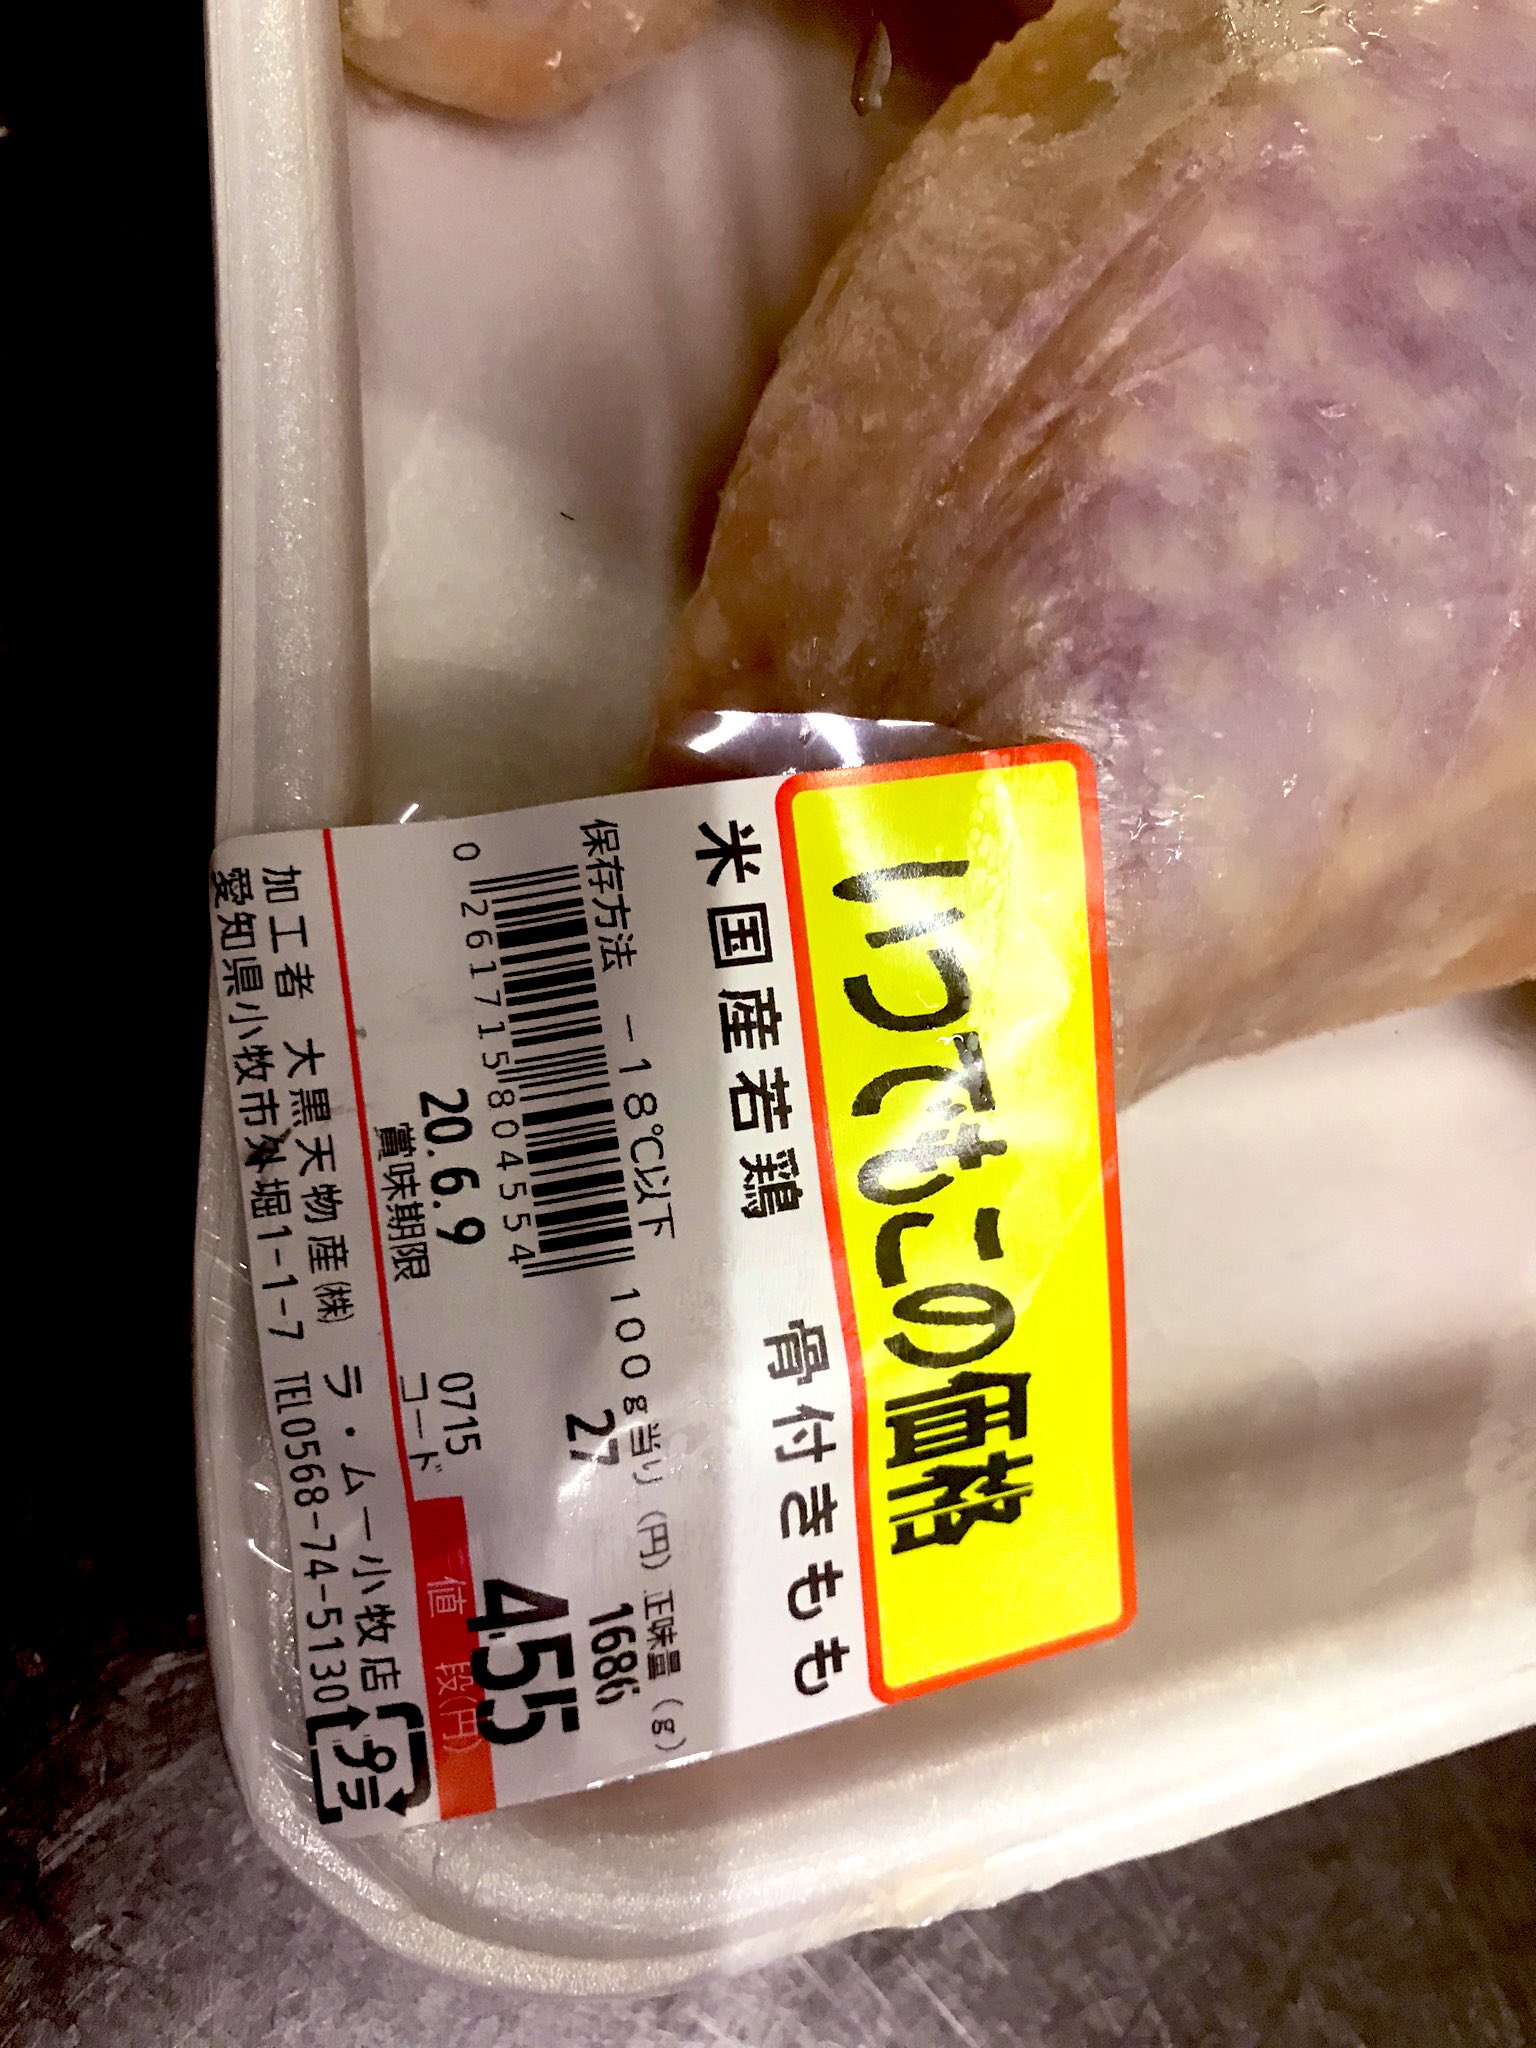 いつでもこの価格
米国産若鶏 骨付きもも
保存方法 -18℃以下 100g当り(円) 正味量(g)
27 1686
0 261715 804554
20.6.9 0715 455
賞味期限 コード 値段(円)
加工者 大黒天物産㈱ ラ・ムー小牧店
愛知県小牧市外堀1-1-7 TEL0568-74-5130
プラ